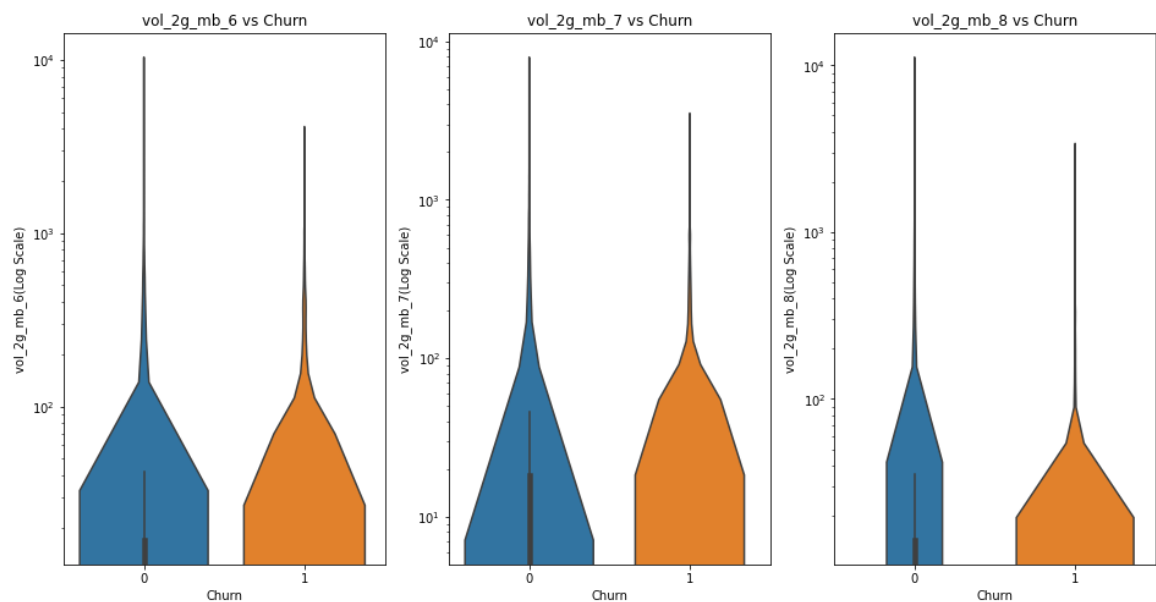 vol_2g_mb_6 vs Churn
vol_2g_mb_6(Log Scale)
10^4
10^3
10^2
0
1
Churn
vol_2g_mb_7 vs Churn
vol_2g_mb_7(Log Scale)
10^4
10^3
10^2
10^1
0
1
Churn
vol_2g_mb_8 vs Churn
vol_2g_mb_8(Log Scale)
10^4
10^3
10^2
0
1
Churn